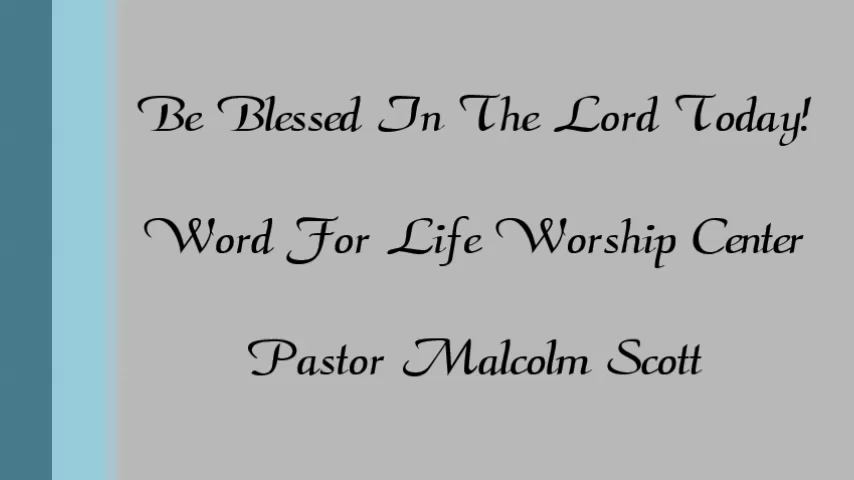 Be Blessed In The Lord Today!
Word For Life Worship Center
Pastor Malcolm Scott